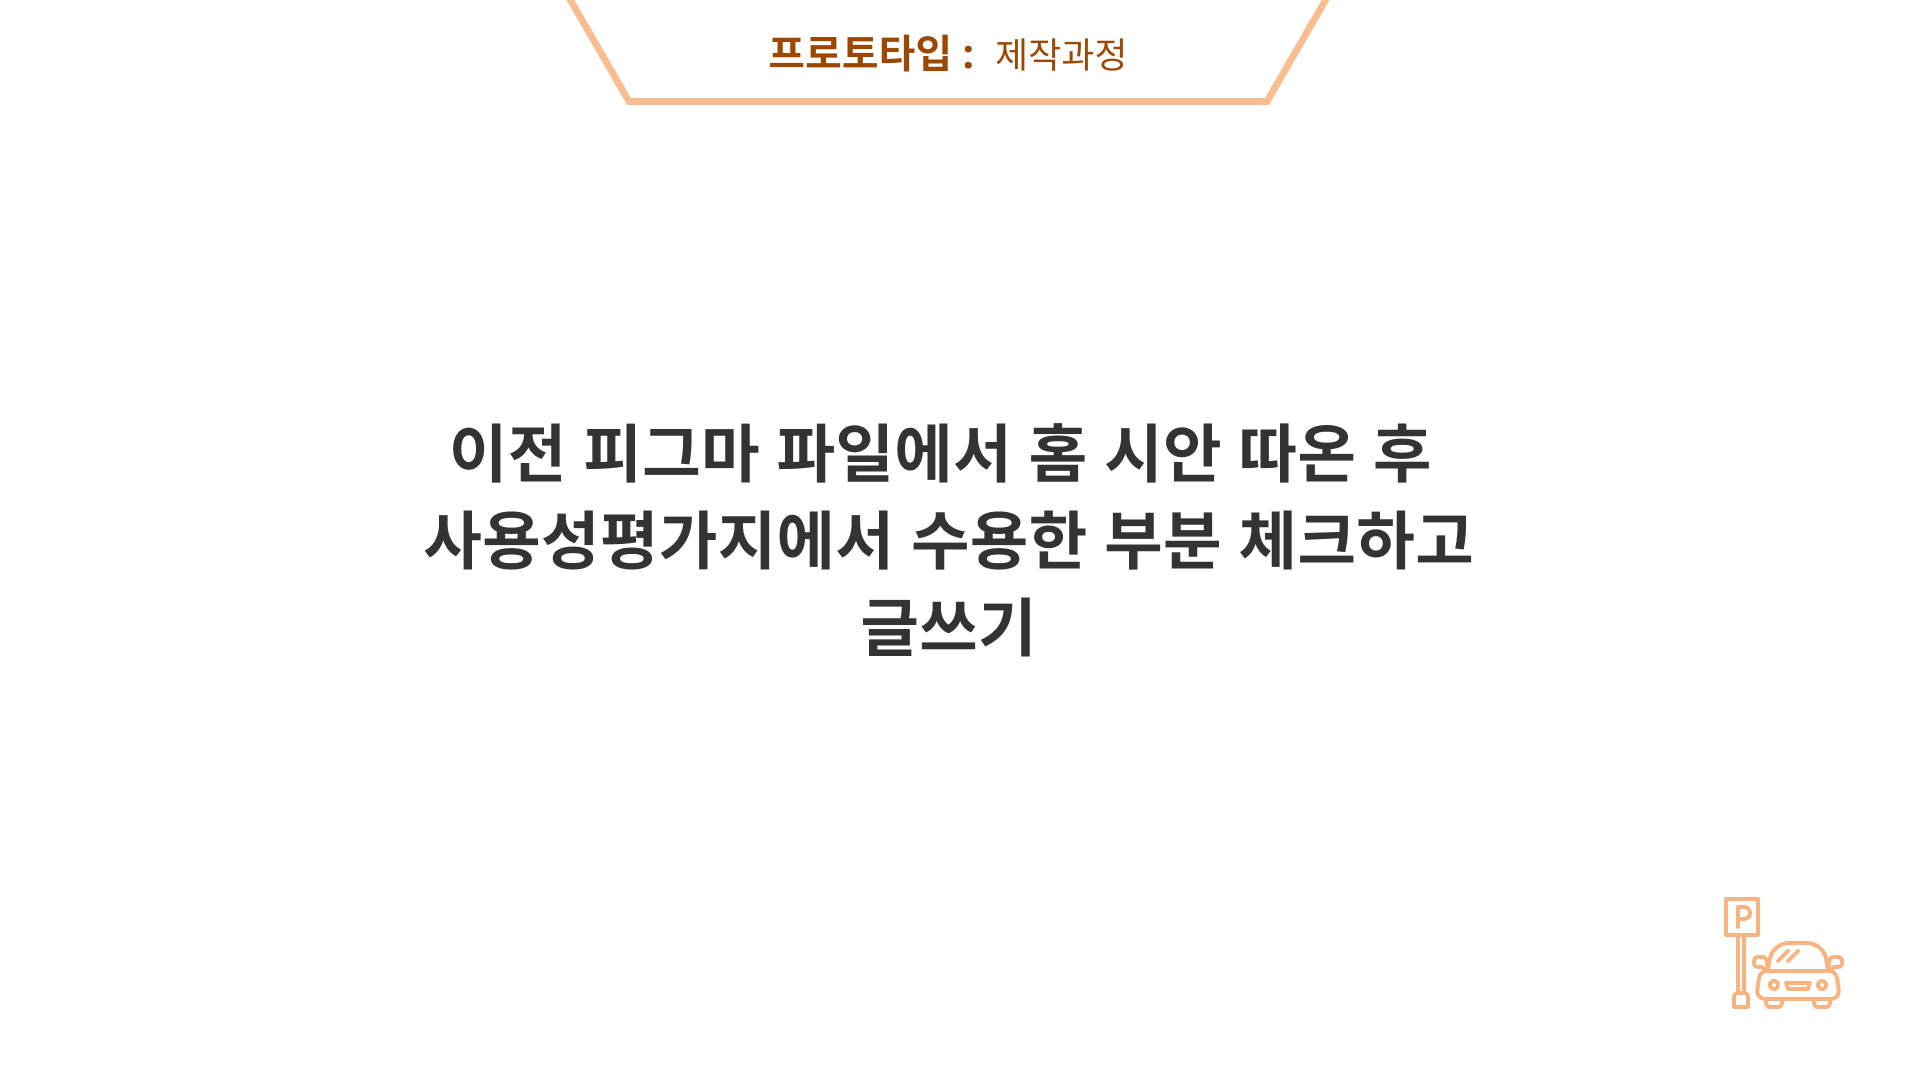 프로토타입 : 제작과정
이전 피그마 파일에서 홈 시안 따온 후
사용성평가지에서 수용한 부분 체크하고
글쓰기
P